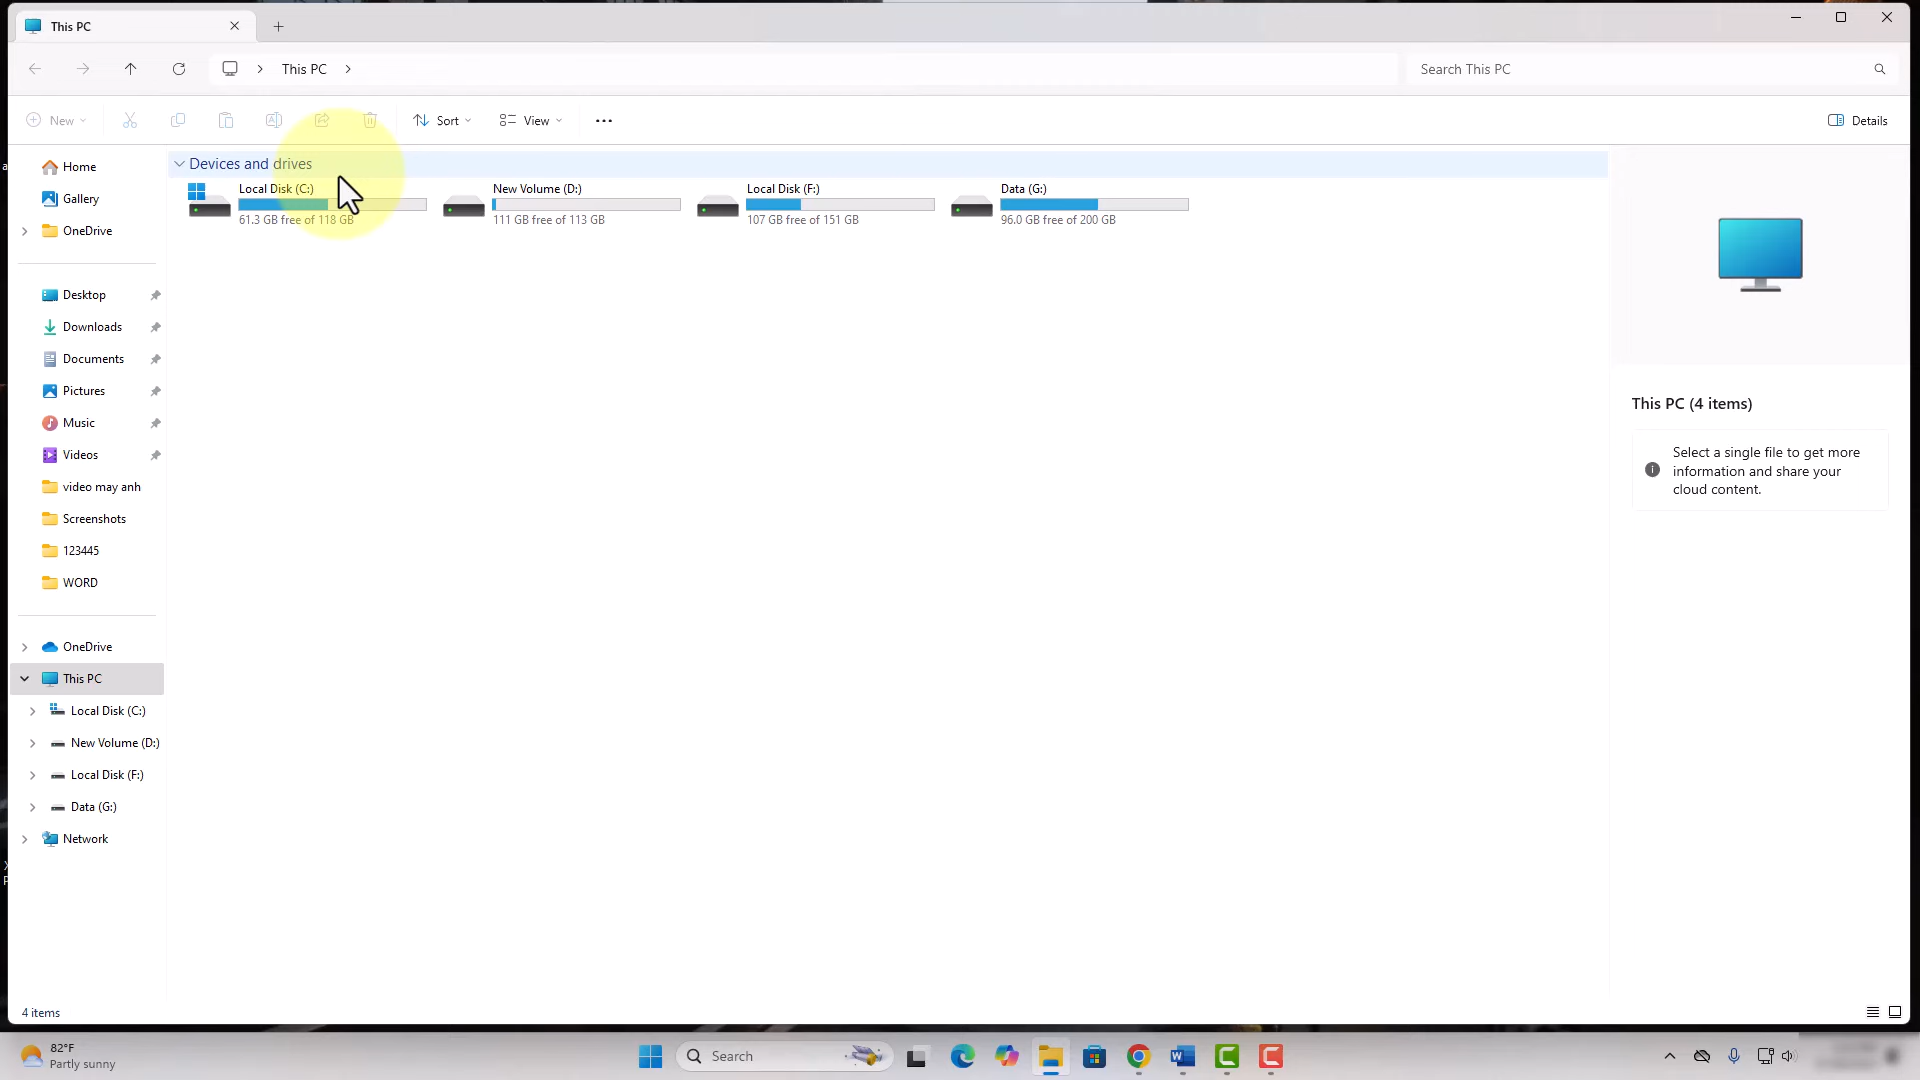 This PC
This PC
Search This PC
New
Sort
View
Details
Home
Gallery
OneDrive
Desktop
Downloads
Documents
Pictures
Music
Videos
video may anh
Screenshots
123445
WORD
OneDrive
This PC
Local Disk (C:)
New Volume (D:)
Local Disk (F:)
Data (G:)
Network
Devices and drives
Local Disk (C:)
61.3 GB free of 118 GB
New Volume (D:)
111 GB free of 113 GB
Local Disk (F:)
107 GB free of 151 GB
Data (G:)
96.0 GB free of 200 GB
This PC (4 items)
Select a single file to get more
information and share your
cloud content.
4 items
82°F
Partly sunny
Search